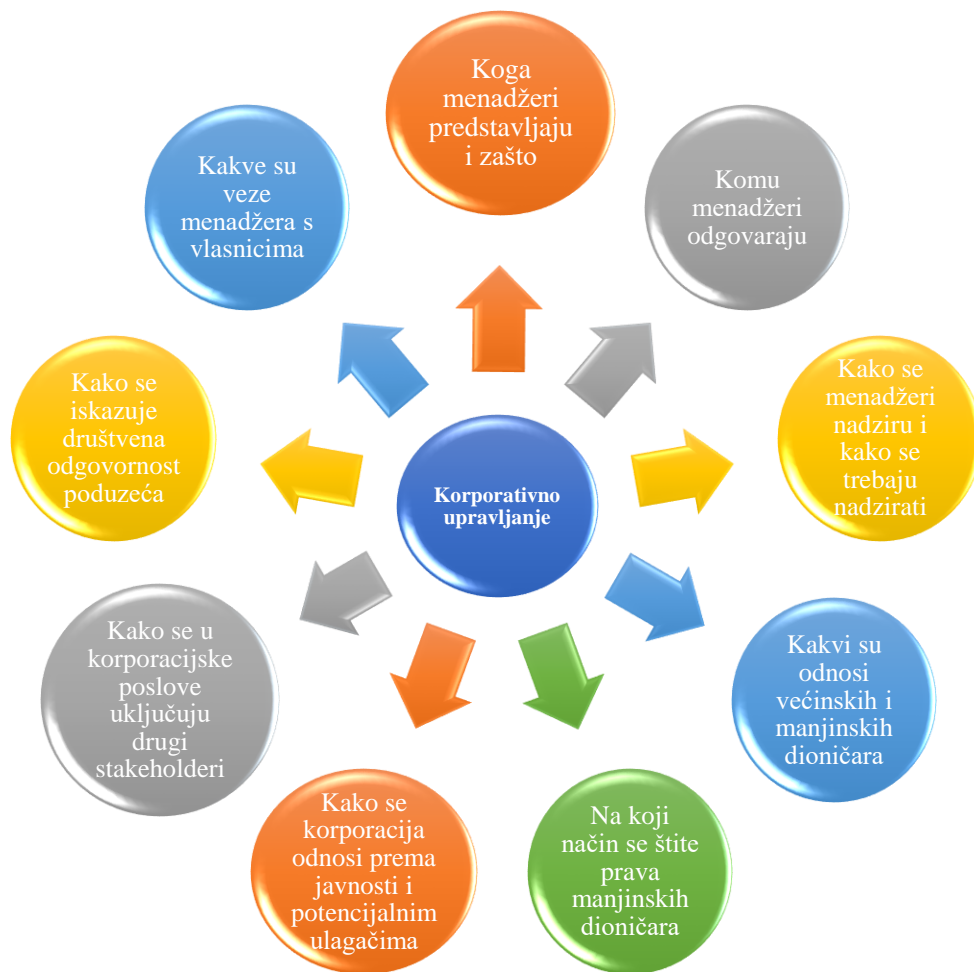 Koga
menadžeri
predstavljaju
i zašto
Komu
menadžeri
odgovaraju
Kako se
menadžeri
nadziru i
kako se
trebaju
nadzirati
Kakvi su
odnosi
većinskih i
manjinskih
dioničara
Na koji
način se štite
prava
manjinskih
dioničara
Kako se
korporacija
odnosi prema
javnosti i
potencijalnim
ulagačima
Kako se u
korporacijske
poslove
uključuju
drugi
stakeholderi
Kako se
iskazuje
društvena
odgovornost
poduzeća
Kakve su
veze
menadžera s
vlasnicima
Korporativno
upravljanje